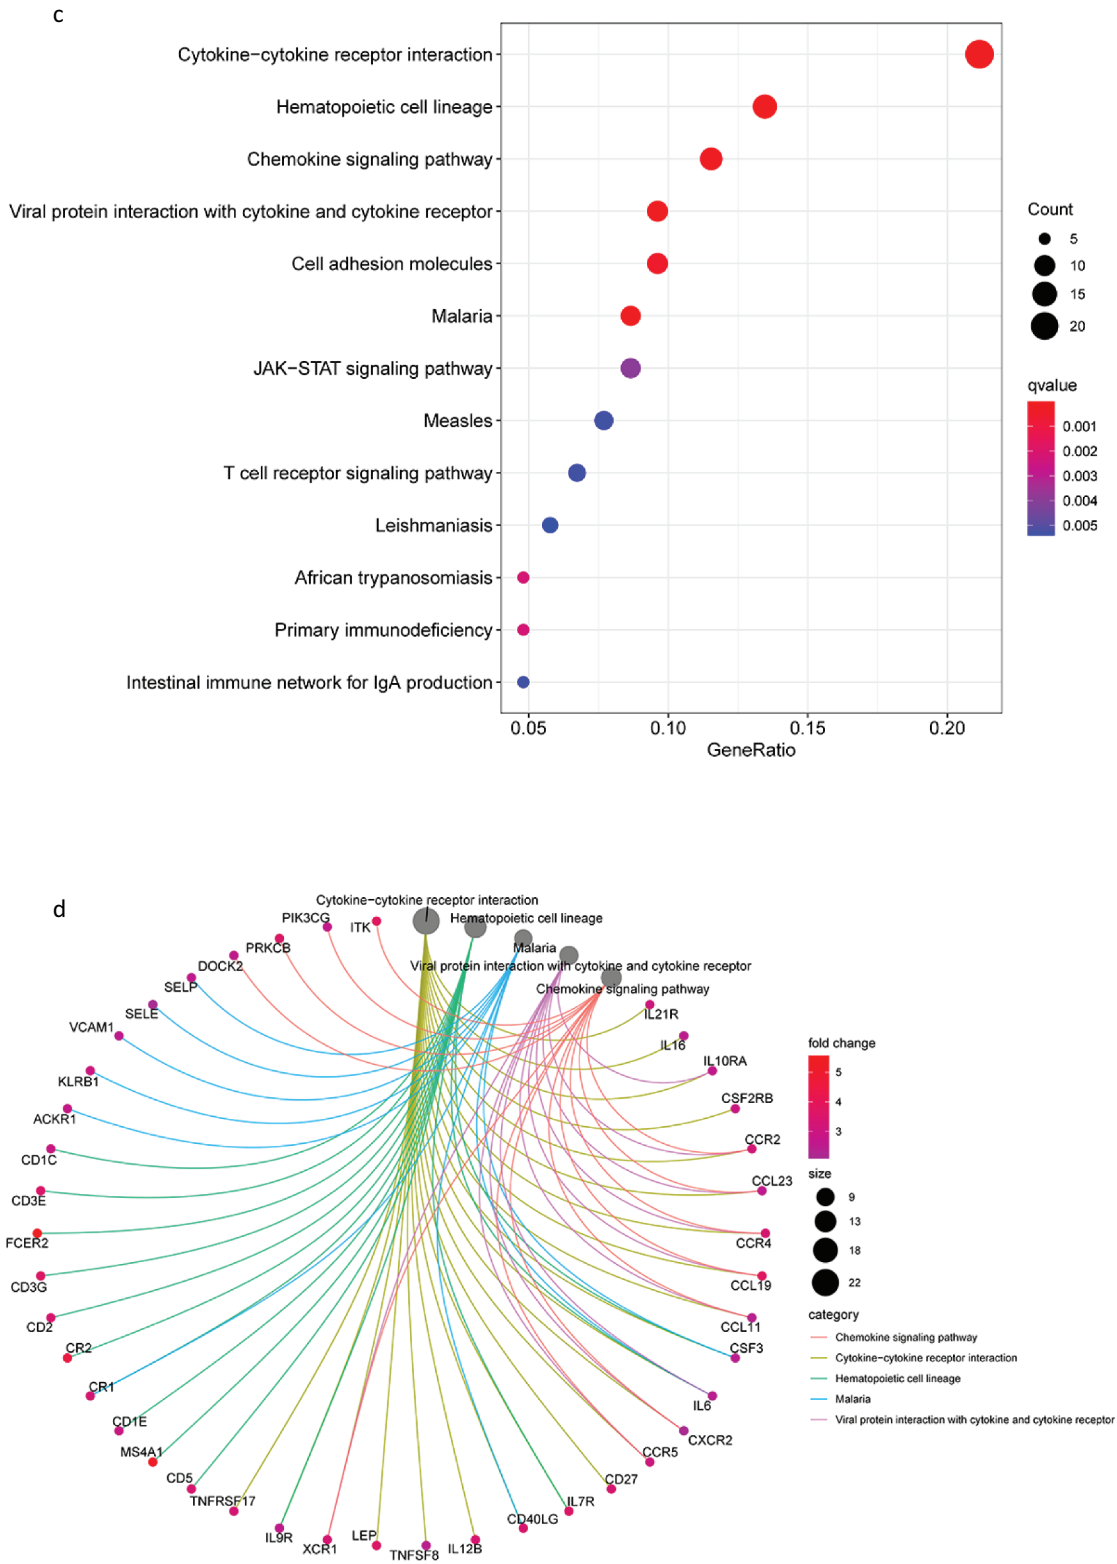 c
Cytokine−cytokine receptor interaction
Hematopoietic cell lineage
Chemokine signaling pathway
Viral protein interaction with cytokine and cytokine receptor
Cell adhesion molecules
Malaria
JAK−STAT signaling pathway
Measles
T cell receptor signaling pathway
Leishmaniasis
African trypanosomiasis
Primary immunodeficiency
Intestinal immune network for IgA production
0.05 0.10 0.15 0.20
GeneRatio
Count
5
10
15
20
qvalue
0.001
0.002
0.003
0.004
0.005
d
Cytokine−cytokine receptor interaction
Hematopoietic cell lineage
Malaria
Viral protein interaction with cytokine and cytokine receptor
Chemokine signaling pathway
IL21R
IL16
IL10RA
CSF2RB
CCR2
CCL23
CCR4
CCL19
CCL11
CSF3
IL6
CXCR2
CCR5
CD27
IL7R
CD40LG
IL12B
TNFSF8
LEP
XCR1
IL9R
TNFRSF17
CD5
MS4A1
CD1E
CR1
CR2
CD2
CD3G
FCER2
CD3E
CD1C
ACKR1
KLRB1
VCAM1
SELE
SELP
DOCK2
PRKCB
PIK3CG
ITK
fold change
5
4
3
size
9
13
18
22
category
Chemokine signaling pathway
Cytokine−cytokine receptor interaction
Hematopoietic cell lineage
Malaria
Viral protein interaction with cytokine and cytokine receptor